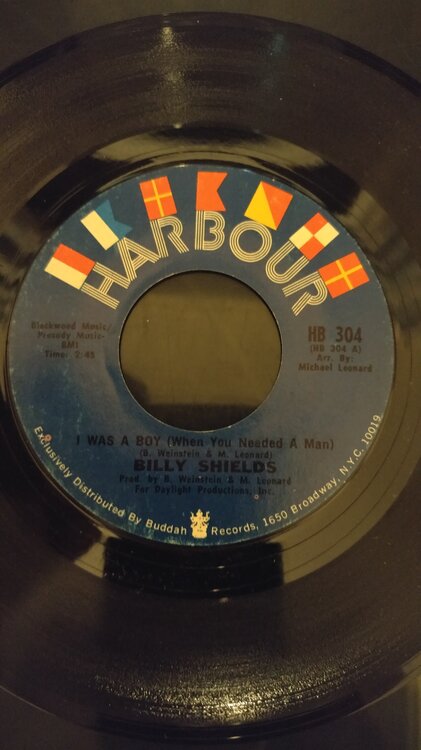 HARBOUR
Blackwood Music/
Prosody Music-
BMI
Time: 2:45
HB 304
(HB 304 A)
Arr. By:
Michael Leonard
I WAS A BOY (When You Needed A Man)
(B. Weinstein & M. Leonard)
BILLY SHIELDS
Prod. by B. Weinstein & M. Leonard
For Daylight Productions, Inc.
Exclusively Distributed By Buddah Records, 1650 Broadway, N.Y.C. 10019